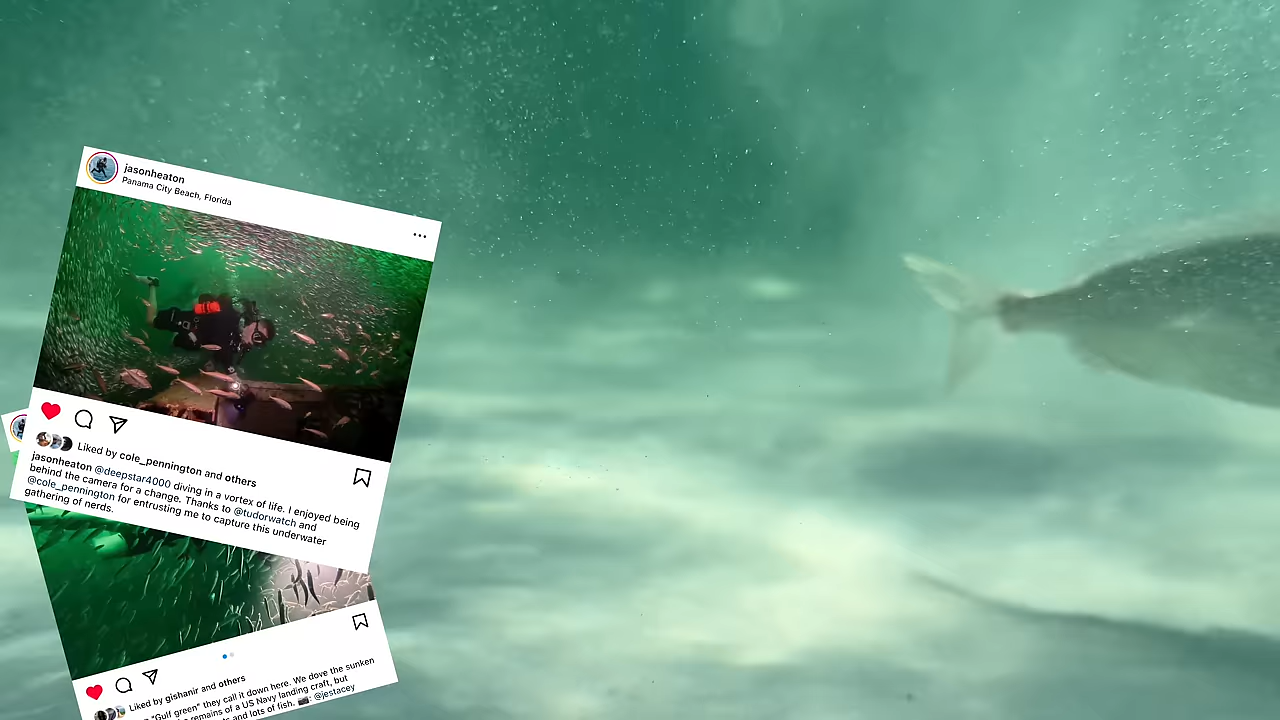 jasonheaton
Panama City Beach, Florida
Liked by cole_pennington and others
jasonheaton @deepstar4000 diving in a vortex of life. I enjoyed being
behind the camera for a change. Thanks to @tudorwatch and
@cole_pennington for entrusting me to capture this underwater
gathering of nerds.
Liked by gishanir and others
"Gulf green" they call it down here. We dove the sunken
remains of a US Navy landing craft, but
and lots of fish. 📷: @jestacey